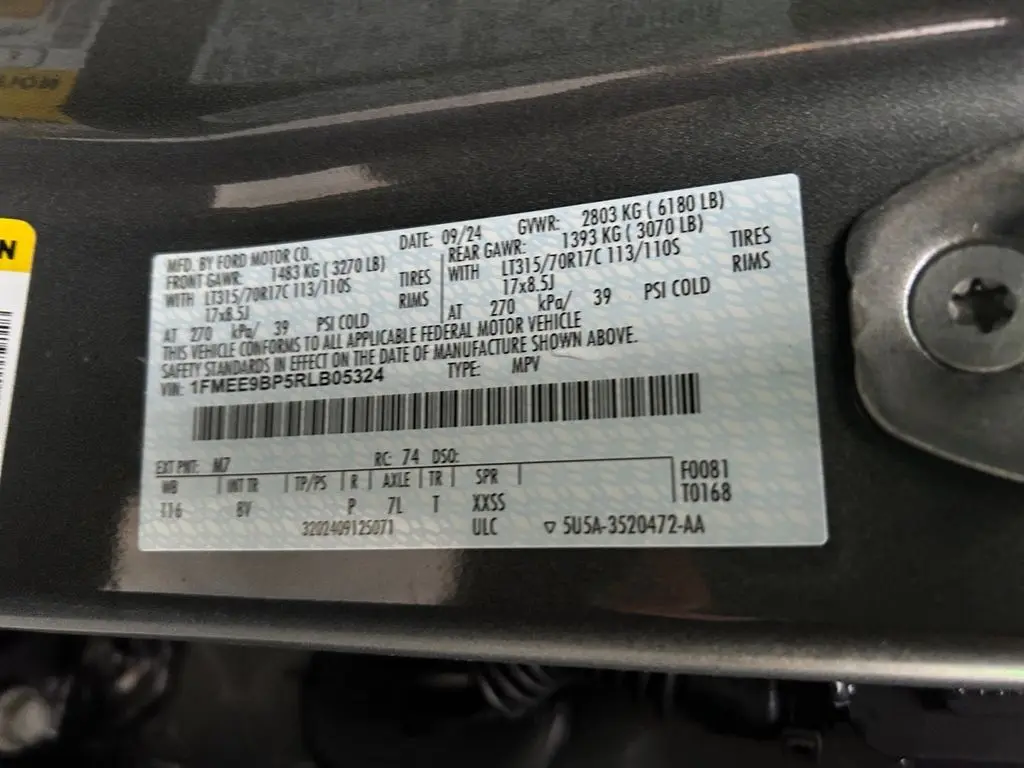 MFD. BY FORD MOTOR CO. DATE: 09/24 GVWR: 2803 KG ( 6180 LB)
FRONT GAWR: 1483 KG ( 3270 LB) REAR GAWR: 1393 KG ( 3070 LB)
WITH LT315/70R17C 113/110S TIRES WITH LT315/70R17C 113/110S TIRES
17x8.5J RIMS 17x8.5J RIMS
AT 270 kPa/ 39 PSI COLD AT 270 kPa/ 39 PSI COLD
THIS VEHICLE CONFORMS TO ALL APPLICABLE FEDERAL MOTOR VEHICLE
SAFETY STANDARDS IN EFFECT ON THE DATE OF MANUFACTURE SHOWN ABOVE.
VIN: 1FMEE9BP5RLB05324 TYPE: MPV
EXT PNT: M7 RC: 74 DSO:
WB INT TR TP/PS R AXLE TR SPR F0081
116 BV P 7L T XXSS T0168
3202409125071 ULC 5U5A-3520472-AA
N